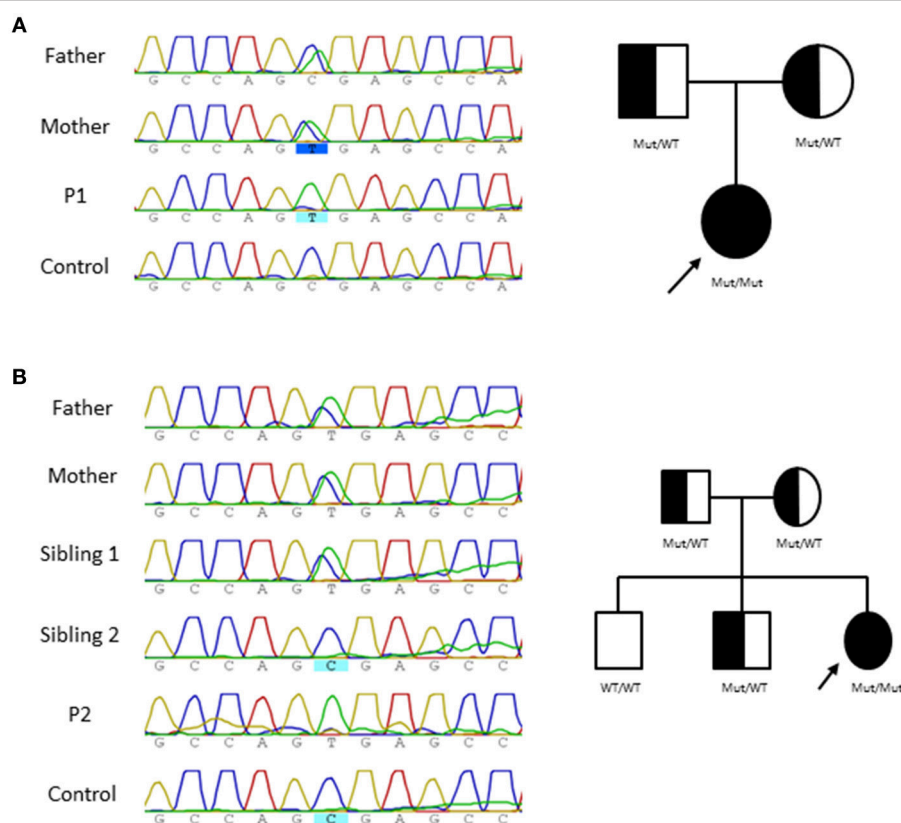 A
Father
G C C A G C G A G C C A
Mother
G C C A G T G A G C C A
P1
G C C A G T G A G C C A
Control
G C C A G C G A G C C A
Mut/WT
Mut/WT
Mut/Mut
B
Father
G C C A G T G A G C C
Mother
G C C A G T G A G C C
Sibling 1
G C C A G T G A G C C
Sibling 2
G C C A G C G A G C C
P2
G C C A G T G A G C C
Control
G C C A G C G A G C C
Mut/WT
Mut/WT
WT/WT
Mut/WT
Mut/Mut